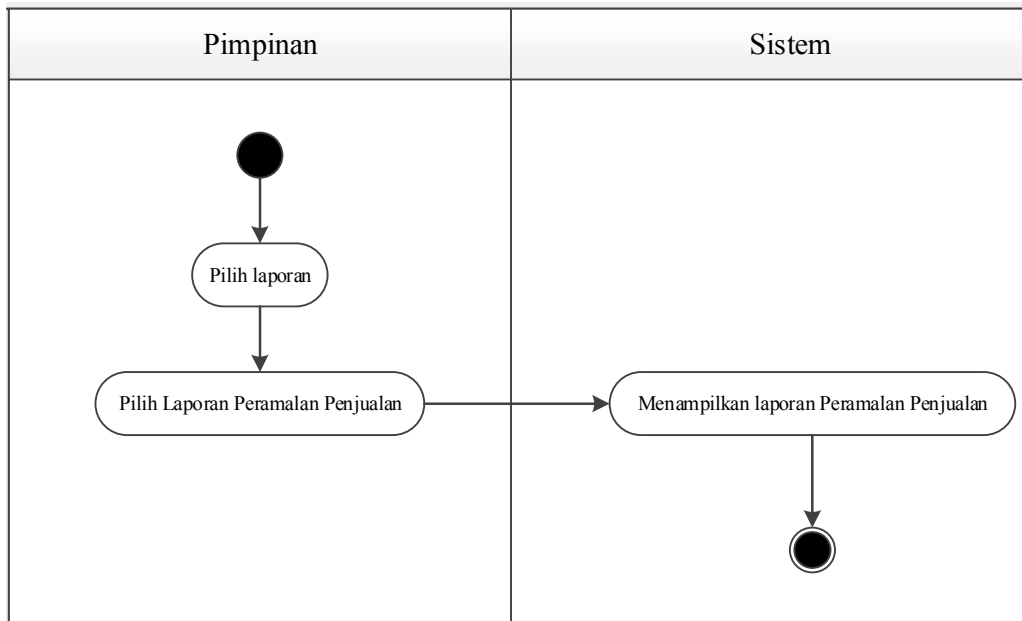 Pimpinan
Sistem
Pilih laporan
Pilih Laporan Peramalan Penjualan
Menampilkan laporan Peramalan Penjualan